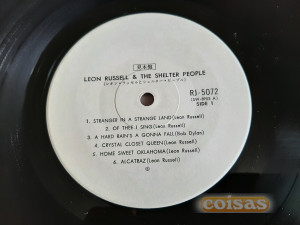 見本盤
LEON RUSSELL & THE SHELTER PEOPLE
RJ-5072
(SW-8903 A)
SIDE 1
1. STRANGER IN A STRANGE LAND (Leon Russell)
2. OF THEE I SING (Leon Russell)
3. A HARD RAIN'S A GONNA FALL (Bob Dylan)
4. CRYSTAL CLOSET QUEEN (Leon Russell)
5. HOME SWEET OKLAHOMA (Leon Russell)
6. ALCATRAZ (Leon Russell)
coisas